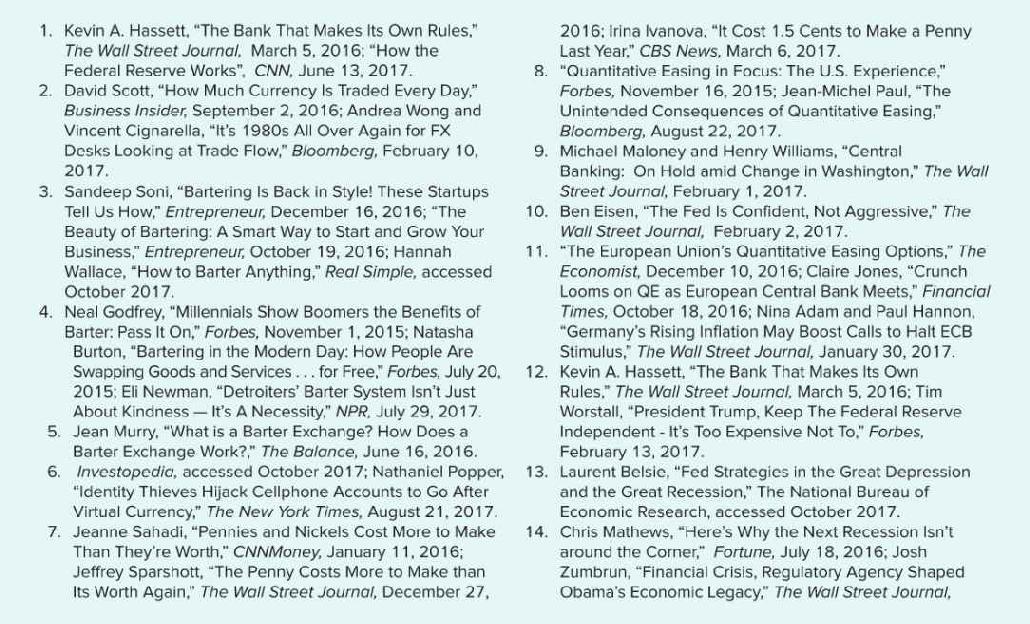 1. Kevin A. Hassett, “The Bank That Makes Its Own Rules,”
The Wall Street Journal, March 5, 2016; “How the
Federal Reserve Works”, CNN, June 13, 2017.
2. David Scott, “How Much Currency Is Traded Every Day,”
Business Insider, September 2, 2016; Andrea Wong and
Vincent Cignarella, “It’s 1980s All Over Again for FX
Desks Looking at Trade Flow,” Bloomberg, February 10,
2017.
3. Sandeep Soni, “Bartering Is Back in Style! These Startups
Tell Us How,” Entrepreneur, December 16, 2016; “The
Beauty of Bartering: A Smart Way to Start and Grow Your
Business,” Entrepreneur, October 19, 2016; Hannah
Wallace, “How to Barter Anything,” Real Simple, accessed
October 2017.
4. Neal Godfrey, “Millennials Show Boomers the Benefits of
Barter: Pass It On,” Forbes, November 1, 2015; Natasha
Burton, “Bartering in the Modern Day: How People Are
Swapping Goods and Services . . . for Free,” Forbes, July 20,
2015; Eli Newman, “Detroiters’ Barter System Isn’t Just
About Kindness — It’s A Necessity,” NPR, July 29, 2017.
5. Jean Murry, “What is a Barter Exchange? How Does a
Barter Exchange Work?,” The Balance, June 16, 2016.
6. Investopedia, accessed October 2017; Nathaniel Popper,
“Identity Thieves Hijack Cellphone Accounts to Go After
Virtual Currency,” The New York Times, August 21, 2017.
7. Jeanne Sahadi, “Pennies and Nickels Cost More to Make
Than They’re Worth,” CNNMoney, January 11, 2016;
Jeffrey Sparshott, “The Penny Costs More to Make than
Its Worth Again,” The Wall Street Journal, December 27,
2016; Irina Ivanova, “It Cost 1.5 Cents to Make a Penny
Last Year,” CBS News, March 6, 2017.
8. “Quantitative Easing in Focus: The U.S. Experience,”
Forbes, November 16, 2015; Jean-Michel Paul, “The
Unintended Consequences of Quantitative Easing,”
Bloomberg, August 22, 2017.
9. Michael Maloney and Henry Williams, “Central
Banking: On Hold amid Change in Washington,” The Wall
Street Journal, February 1, 2017.
10. Ben Eisen, “The Fed Is Confident, Not Aggressive,” The
Wall Street Journal, February 2, 2017.
11. “The European Union’s Quantitative Easing Options,” The
Economist, December 10, 2016; Claire Jones, “Crunch
Looms on QE as European Central Bank Meets,” Financial
Times, October 18, 2016; Nina Adam and Paul Hannon,
“Germany’s Rising Inflation May Boost Calls to Halt ECB
Stimulus,” The Wall Street Journal, January 30, 2017.
12. Kevin A. Hassett, “The Bank That Makes Its Own
Rules,” The Wall Street Journal, March 5, 2016; Tim
Worstall, “President Trump, Keep The Federal Reserve
Independent - It’s Too Expensive Not To,” Forbes,
February 13, 2017.
13. Laurent Belsie, “Fed Strategies in the Great Depression
and the Great Recession,” The National Bureau of
Economic Research, accessed October 2017.
14. Chris Mathews, “Here’s Why the Next Recession Isn’t
around the Corner,” Fortune, July 18, 2016; Josh
Zumbrun, “Financial Crisis, Regulatory Agency Shaped
Obama’s Economic Legacy,” The Wall Street Journal,